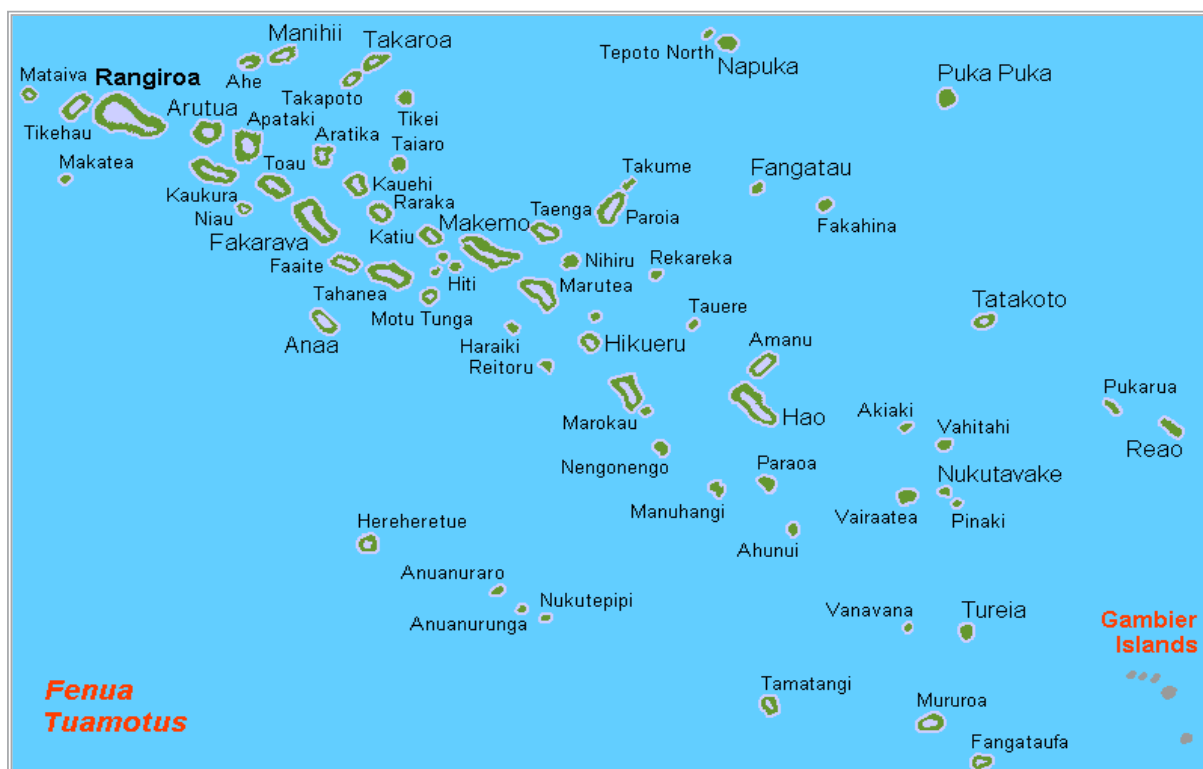 Manihii
Takaroa
Tepoto North
Napuka
Mataiva
Rangiroa
Ahe
Puka Puka
Takapoto
Tikehau
Arutua
Apataki
Tikei
Aratika
Taiaro
Makatea
Toau
Takume
Fangatau
Kaukura
Kauehi
Niau
Raraka
Taenga
Paroia
Fakahina
Fakarava
Katiu
Makemo
Faaite
Hiti
Nihiru
Rekareka
Tahanea
Marutea
Motu Tunga
Tauere
Tatakoto
Anaa
Haraiki
Hikueru
Amanu
Reitoru
Pukarua
Marokau
Hao
Akiaki
Vahitahi
Reao
Nengonengo
Paraoa
Nukutavake
Manuhangi
Vairaatea
Pinaki
Hereheretue
Ahunui
Anuanuraro
Nukutepipi
Anuanurunga
Vanavana
Tureia
Gambier
Islands
Fenua
Tuamotus
Tamatangi
Mururoa
Fangataufa